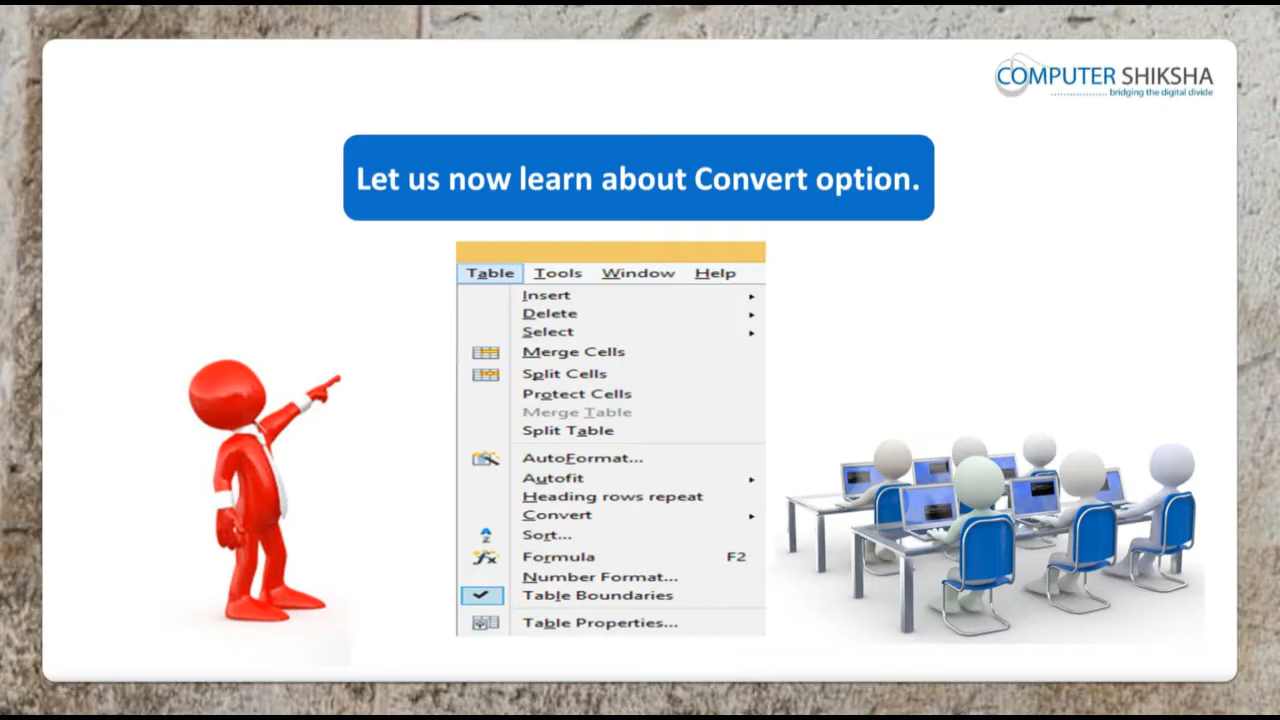 COMPUTER SHIKSHA
bridging the digital divide
Let us now learn about Convert option.
Table Tools Window Help
Insert
Delete
Select
Merge Cells
Split Cells
Protect Cells
Merge Table
Split Table
AutoFormat...
Autofit
Heading rows repeat
Convert
Sort...
Formula F2
Number Format...
Table Boundaries
Table Properties...